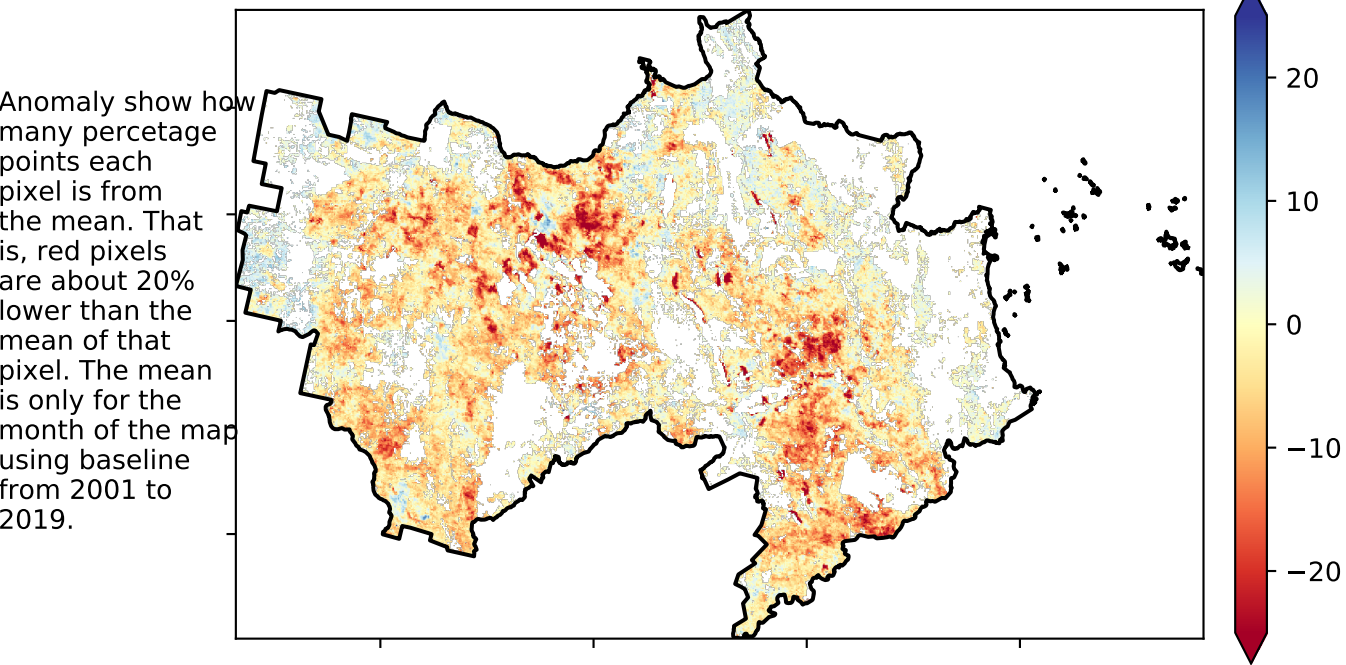 Anomaly show how
many percetage
points each
pixel is from
the mean. That
is, red pixels
are about 20%
lower than the
mean of that
pixel. The mean
is only for the
month of the map
using baseline
from 2001 to
2019.
20
10
0
−10
−20